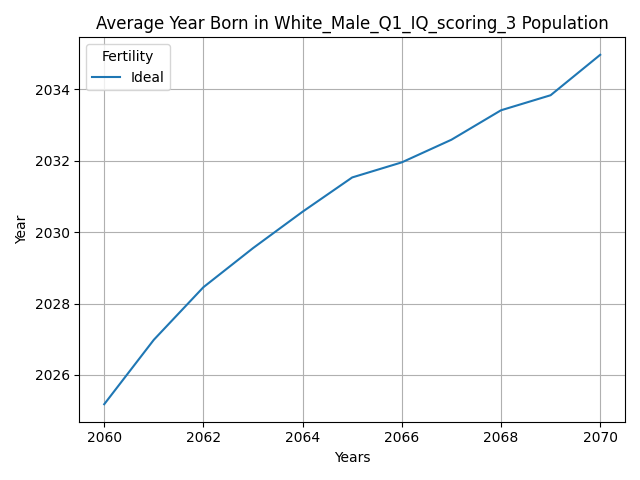 Average Year Born in White_Male_Q1_IQ_scoring_3 Population
Fertility
Ideal
Year
2034
2032
2030
2028
2026
2060 2062 2064 2066 2068 2070
Years